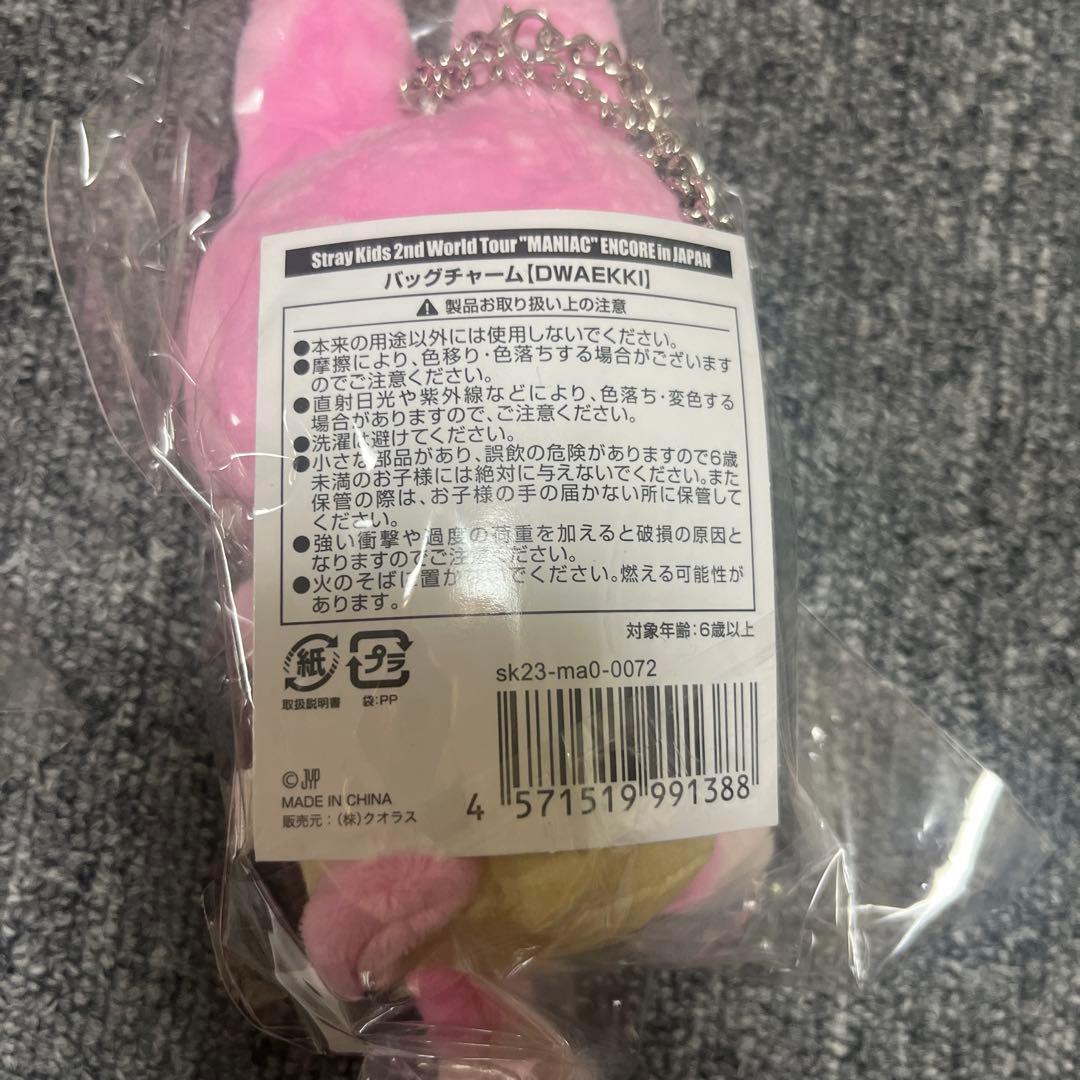 Stray Kids 2nd World Tour "MANIAC" ENCORE in JAPAN
バッグチャーム【DWAEKKI】
製品お取り扱い上の注意
●本来の用途以外には使用しないでください。
●摩擦により、色移り・色落ちする場合がございます
のでご注意ください。
●直射日光や紫外線などにより、色落ち・変色する
場合がありますので、ご注意ください。
●洗濯は避けてください。
●小さな部品があり、誤飲の危険がありますので6歳
未満のお子様には絶対に与えないでください。また
保管の際は、お子様の手の届かない所に保管して
ください。
●強い衝撃や過度の荷重を加えると破損の原因と
なりますのでご注意ください。
●火のそばに置かないでください。燃える可能性が
あります。
対象年齢:6歳以上
紙 プラ
取扱説明書 袋:PP
sk23-ma0-0072
4 571519 991388
© JYP
MADE IN CHINA
販売元:(株)クオラス